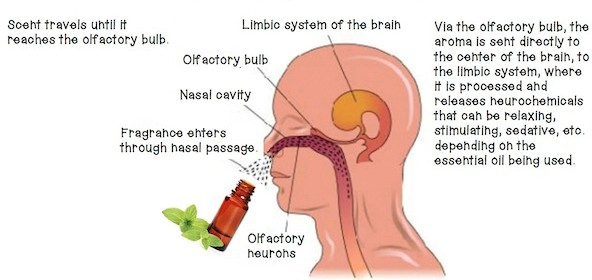 Scent travels until it
reaches the olfactory bulb.
Limbic system of the brain
Olfactory bulb
Nasal cavity
Fragrance enters
through nasal passage.
Olfactory
neurons
Via the olfactory bulb, the
aroma is sent directly to
the center of the brain, to
the limbic system, where
it is processed and
releases neurochemicals
that can be relaxing,
stimulating, sedative, etc.
depending on the
essential oil being used.